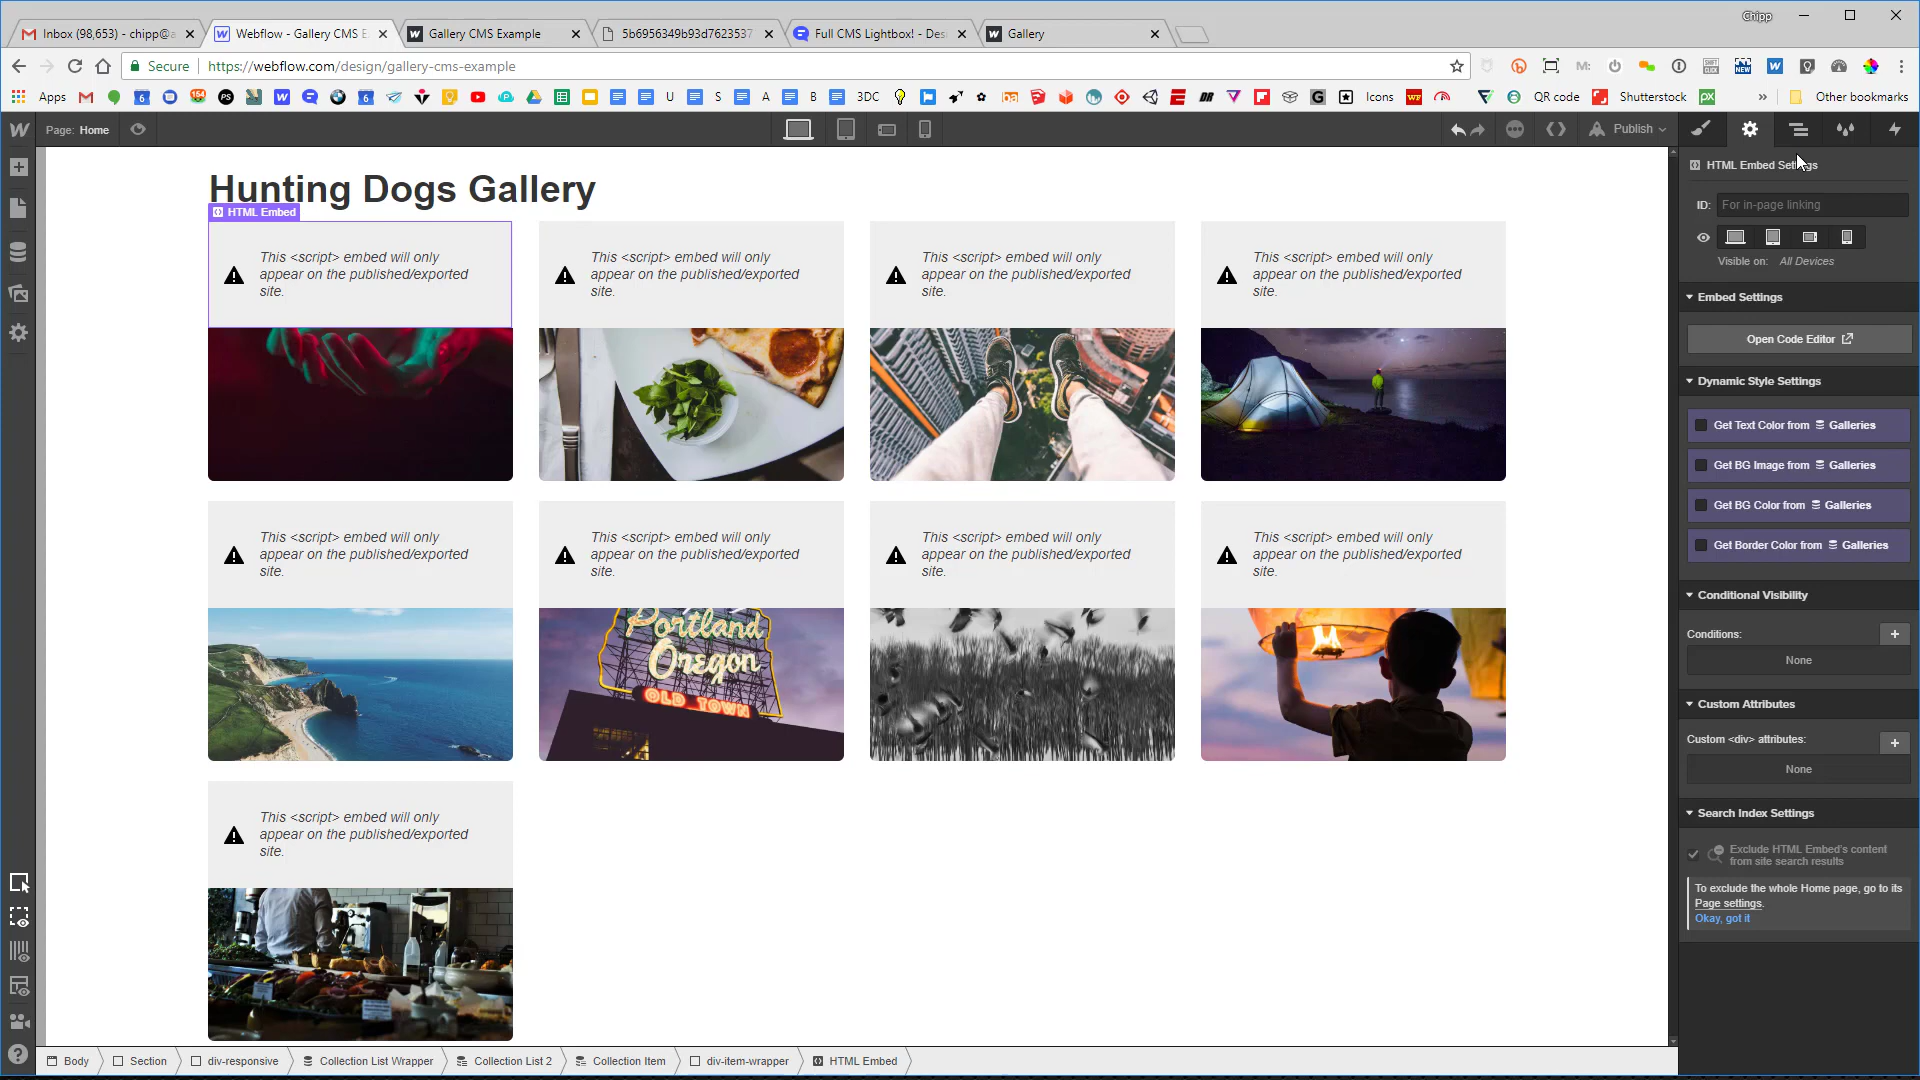 Chipp
Inbox (98,653) - chipp@a
Webflow - Gallery CMS E
Gallery CMS Example
5b6956349b93d7623537
Full CMS Lightbox! - Des
Gallery
Secure
https://webflow.com/design/gallery-cms-example
Apps
U
S
A
B
3DC
Icons
QR code
Shutterstock
Other bookmarks
Page: Home
Publish
HTML Embed Settings
ID: For in-page linking
Visible on: All Devices
Embed Settings
Open Code Editor
Dynamic Style Settings
Get Text Color from Galleries
Get BG Image from Galleries
Get BG Color from Galleries
Get Border Color from Galleries
Conditional Visibility
Conditions:
None
Custom Attributes
Custom <div> attributes:
None
Search Index Settings
Exclude HTML Embed's content
from site search results
To exclude the whole Home page, go to its
Page settings.
Okay, got it
Hunting Dogs Gallery
HTML Embed
This <script> embed will only
appear on the published/exported
site.
This <script> embed will only
appear on the published/exported
site.
This <script> embed will only
appear on the published/exported
site.
This <script> embed will only
appear on the published/exported
site.
This <script> embed will only
appear on the published/exported
site.
This <script> embed will only
appear on the published/exported
site.
This <script> embed will only
appear on the published/exported
site.
This <script> embed will only
appear on the published/exported
site.
Portland
Oregon
OLD TOWN
This <script> embed will only
appear on the published/exported
site.
Body
Section
div-responsive
Collection List Wrapper
Collection List 2
Collection Item
div-item-wrapper
HTML Embed